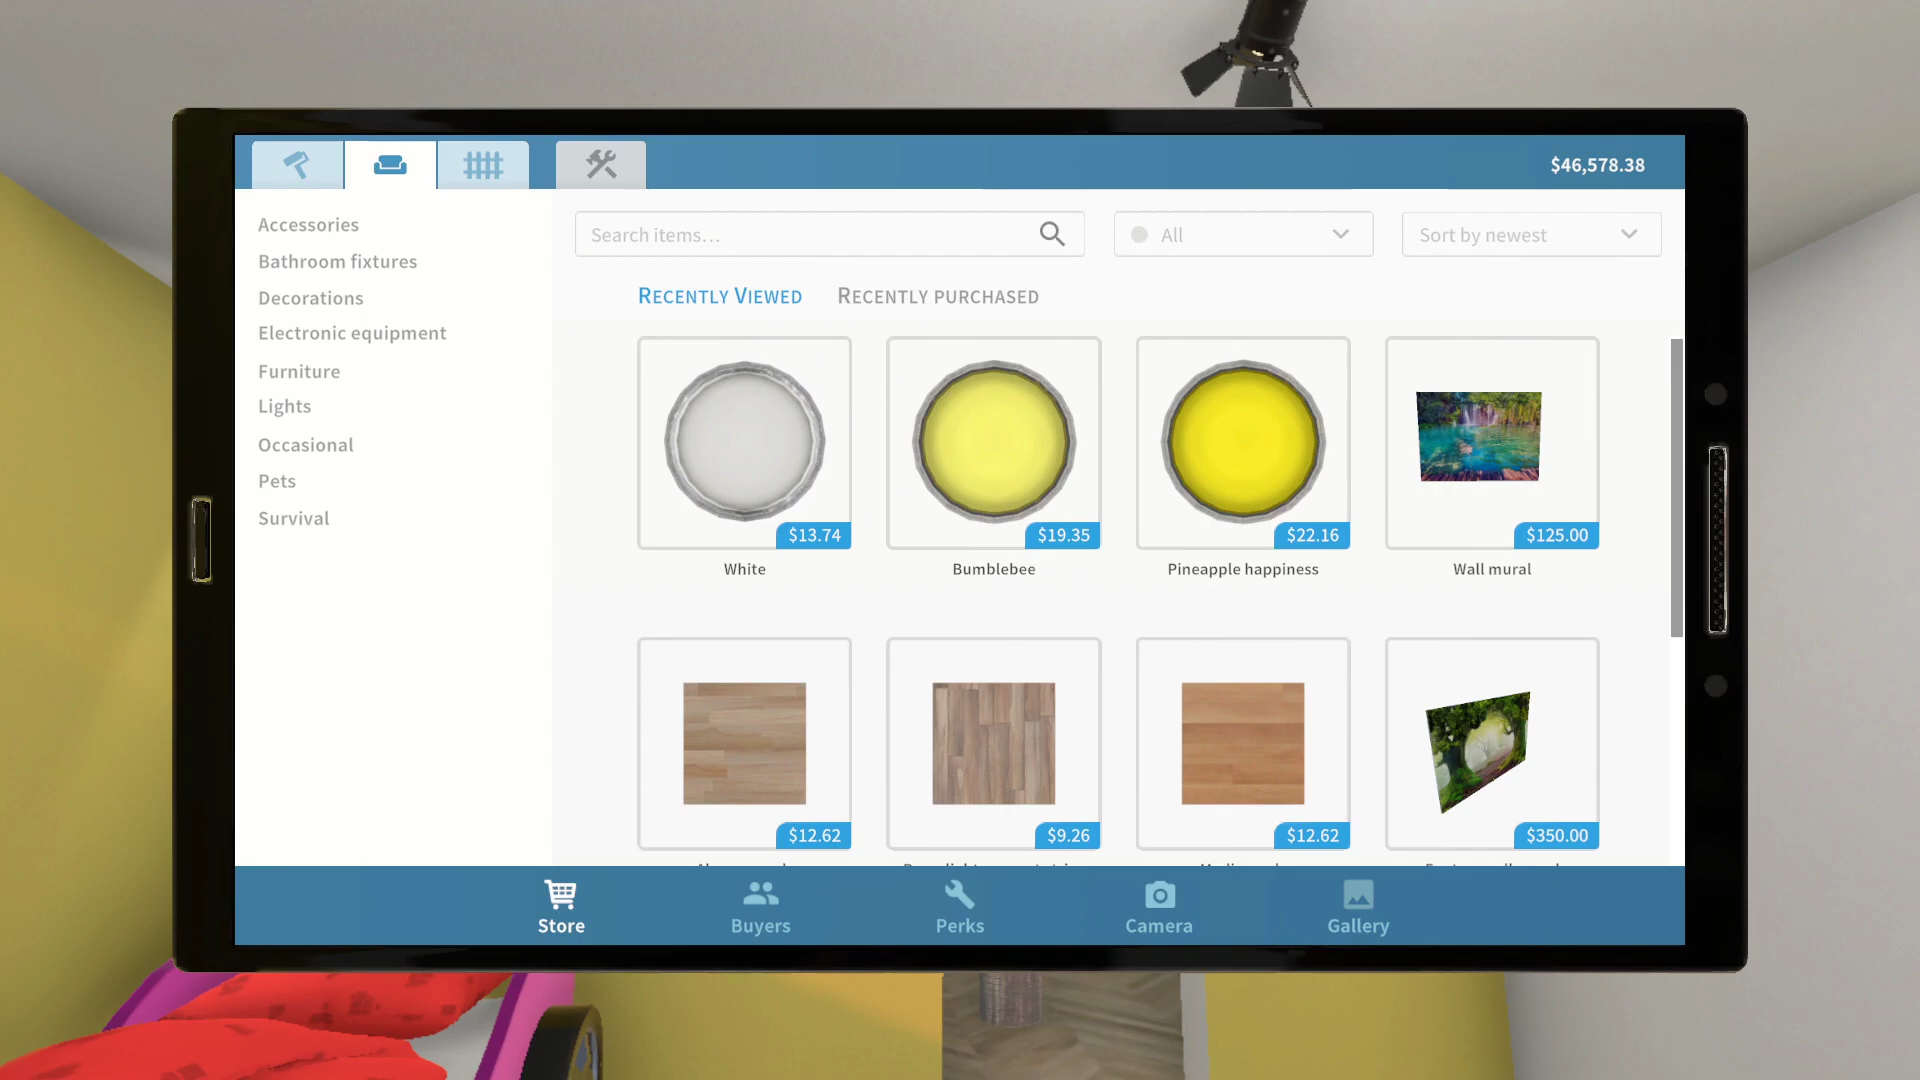 $46,578.38
Accessories
Bathroom fixtures
Decorations
Electronic equipment
Furniture
Lights
Occasional
Pets
Survival
Search items...
All
Sort by newest
RECENTLY VIEWED
RECENTLY PURCHASED
$13.74
$19.35
$22.16
$125.00
White
Bumblebee
Pineapple happiness
Wall mural
$12.62
$9.26
$12.62
$350.00
Store
Buyers
Perks
Camera
Gallery